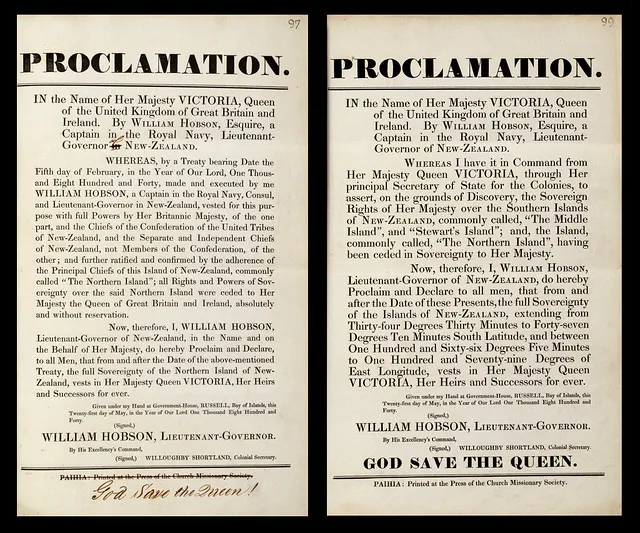 97
PROCLAMATION.
IN the Name of Her Majesty VICTORIA, Queen
of the United Kingdom of Great Britain and
Ireland. By William Hobson, Esquire, a
Captain in the Royal Navy, Lieutenant-
Governor in New-Zealand.
WHEREAS, by a Treaty bearing Date the
Fifth day of February, in the Year of Our Lord, One Thous-
and Eight Hundred and Forty, made and executed by me
WILLIAM HOBSON, a Captain in the Royal Navy, Consul,
and Lieutenant-Governor in New-Zealand, vested for this pur-
pose with full Powers by Her Britannic Majesty, of the one
part, and the Chiefs of the Confederation of the United Tribes
of New-Zealand, and the Separate and Independent Chiefs
of New-Zealand, not Members of the Confederation, of the
other; and further ratified and confirmed by the adherence of
the Principal Chiefs of this Island of New-Zealand, commonly
called "The Northern Island"; all Rights and Powers of Sov-
ereignty over the said Northern Island were ceded to Her
Majesty the Queen of Great Britain and Ireland, absolutely
and without reservation.
Now, therefore, I, WILLIAM HOBSON,
Lieutenant-Governor of New-Zealand, in the Name and on
the Behalf of Her Majesty, do hereby Proclaim and Declare,
to all Men, that from and after the Date of the above-mentioned
Treaty, the full Sovereignty of the Northern Island of New-
Zealand, vests in Her Majesty Queen VICTORIA, Her Heirs
and Successors for ever.
Given under my Hand at Government-House, RUSSELL, Bay of Islands, this
Twenty-first day of May, in the Year of Our Lord One Thousand Eight Hundred and
Forty.
(Signed,)
WILLIAM HOBSON, Lieutenant-Governor.
By His Excellency's Command,
(Signed,) WILLOUGHBY SHORTLAND, Colonial Secretary.
PAIHIA: Printed at the Press of the Church Missionary Society.
God Save the Queen!
99
PROCLAMATION.
IN the Name of Her Majesty VICTORIA, Queen
of the United Kingdom of Great Britain and
Ireland. By William Hobson, Esquire, a
Captain in the Royal Navy, Lieutenant-
Governor of New-Zealand.
Whereas I have it in Command from
Her Majesty Queen VICTORIA, through Her
principal Secretary of State for the Colonies, to
assert, on the grounds of Discovery, the Sovereign
Rights of Her Majesty over the Southern Islands
of New-Zealand, commonly called, "The Middle
Island", and "Stewart's Island"; and, the Island,
commonly called, "The Northern Island", having
been ceded in Sovereignty to Her Majesty.
Now, therefore, I, William Hobson,
Lieutenant-Governor of New-Zealand, do hereby
Proclaim and Declare to all men, that from and
after the Date of these Presents, the full Sovereignty
of the Islands of New-Zealand, extending from
Thirty-four Degrees Thirty Minutes to Forty-seven
Degrees Ten Minutes South Latitude, and between
One Hundred and Sixty-six Degrees Five Minutes
to One Hundred and Seventy-nine Degrees of
East Longitude, vests in Her Majesty Queen
VICTORIA, Her Heirs and Successors for ever.
Given under my Hand at Government-House, RUSSELL, Bay of Islands, this
Twenty-first day of May, in the Year of Our Lord One Thousand Eight Hundred and
Forty.
(Signed,)
WILLIAM HOBSON, Lieutenant-Governor.
By His Excellency's Command,
(Signed,) WILLOUGHBY SHORTLAND, Colonial Secretary.
GOD SAVE THE QUEEN.
PAIHIA: Printed at the Press of the Church Missionary Society.